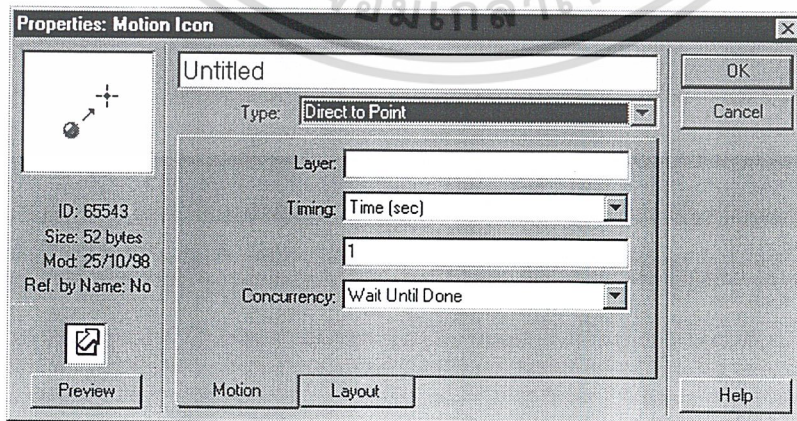 Properties: Motion Icon
Untitled
OK
Type: Direct to Point
Cancel
Layer:
ID: 65543
Timing: Time (sec)
Size: 52 bytes
Mod: 25/10/98
1
Ref. by Name: No
Concurrency: Wait Until Done
Preview
Motion
Layout
Help